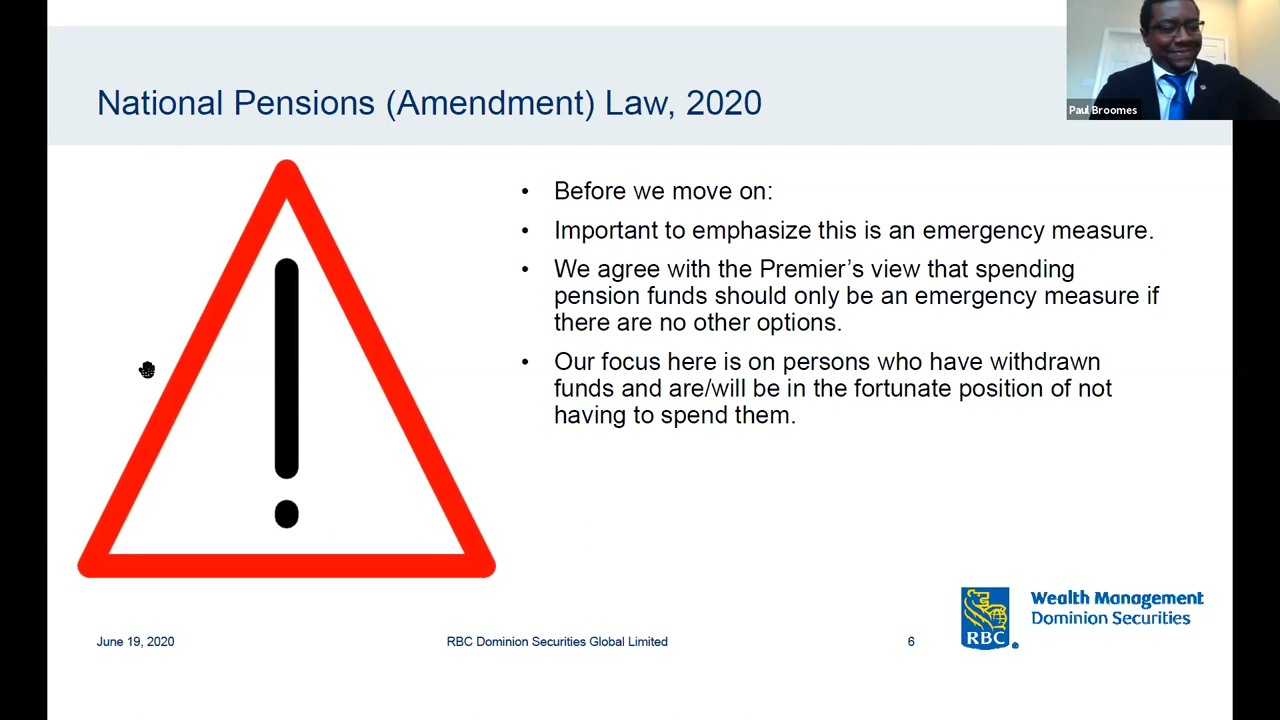 National Pensions (Amendment) Law, 2020
Paul Broomes
• Before we move on:
• Important to emphasize this is an emergency measure.
• We agree with the Premier’s view that spending
pension funds should only be an emergency measure if
there are no other options.
• Our focus here is on persons who have withdrawn
funds and are/will be in the fortunate position of not
having to spend them.
RBC
®
Wealth Management
Dominion Securities
June 19, 2020
RBC Dominion Securities Global Limited
6